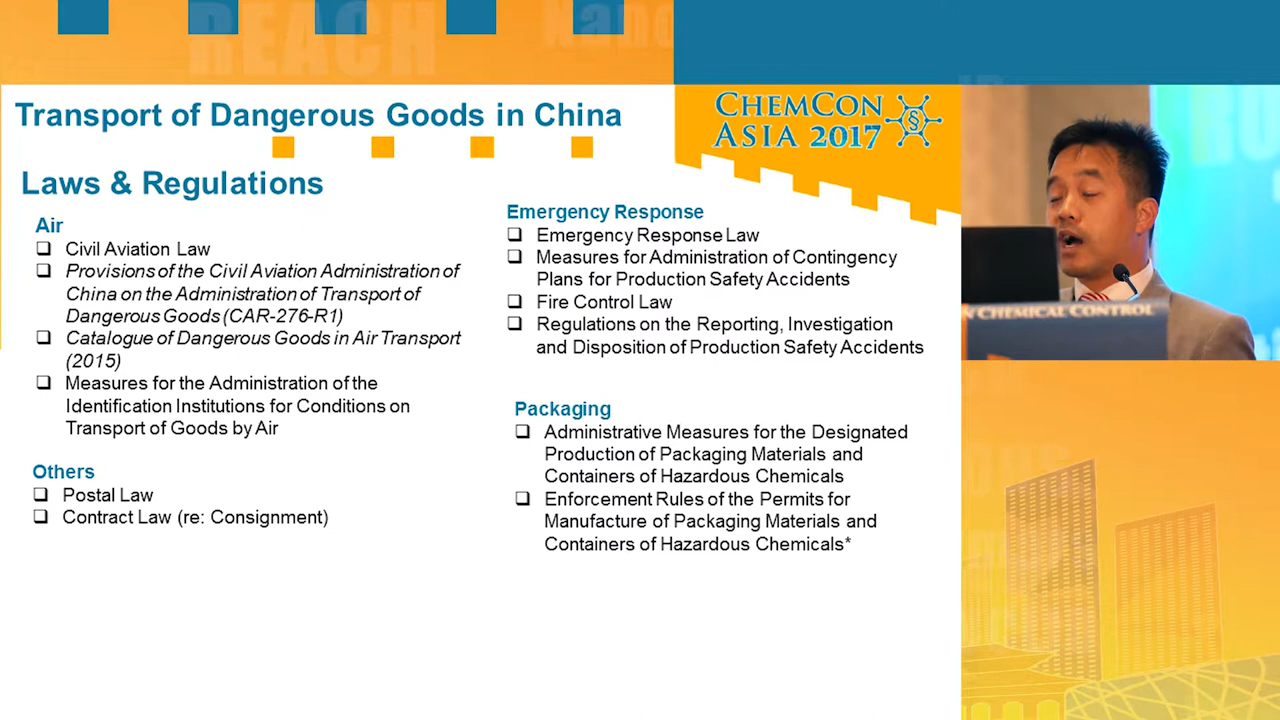 REACH
Transport of Dangerous Goods in China
CHEMCON
ASIA 2017
Laws & Regulations
Air
❑ Civil Aviation Law
❑ Provisions of the Civil Aviation Administration of
China on the Administration of Transport of
Dangerous Goods (CAR-276-R1)
❑ Catalogue of Dangerous Goods in Air Transport
(2015)
❑ Measures for the Administration of the
Identification Institutions for Conditions on
Transport of Goods by Air
Others
❑ Postal Law
❑ Contract Law (re: Consignment)
Emergency Response
❑ Emergency Response Law
❑ Measures for Administration of Contingency
Plans for Production Safety Accidents
❑ Fire Control Law
❑ Regulations on the Reporting, Investigation
and Disposition of Production Safety Accidents
Packaging
❑ Administrative Measures for the Designated
Production of Packaging Materials and
Containers of Hazardous Chemicals
❑ Enforcement Rules of the Permits for
Manufacture of Packaging Materials and
Containers of Hazardous Chemicals*
CHEMICAL CONTROL